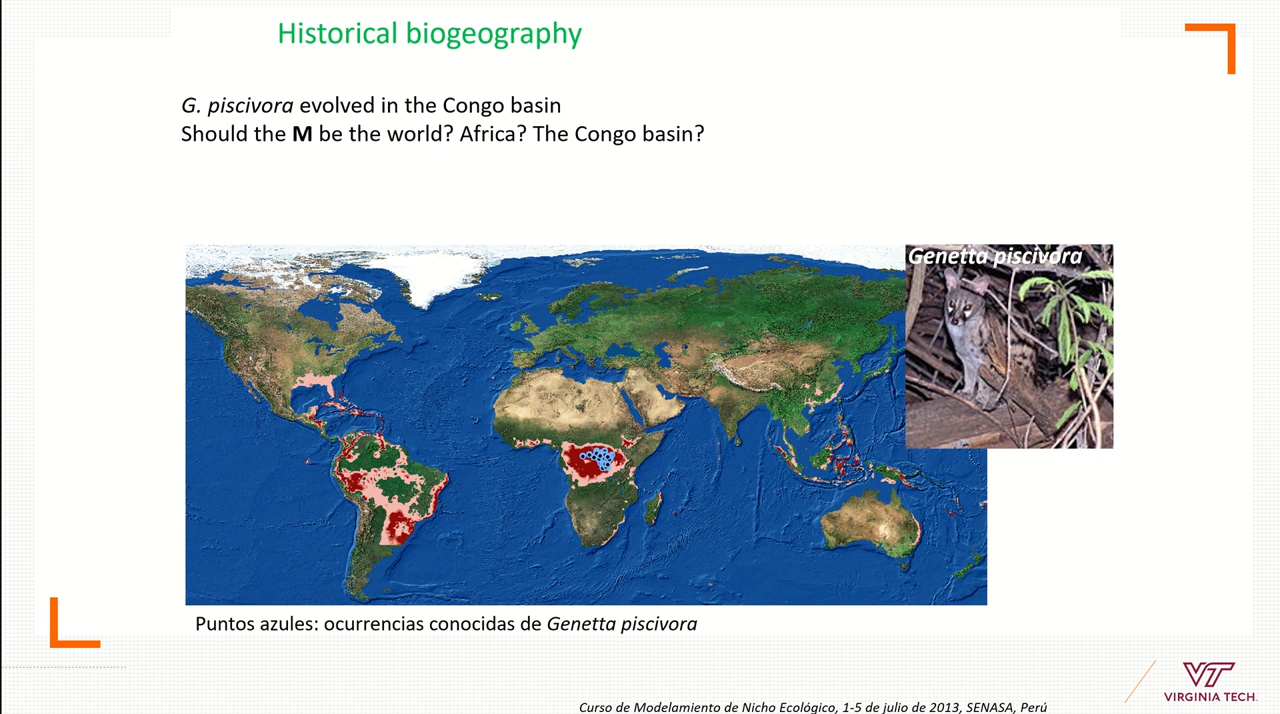 Historical biogeography
G. piscivora evolved in the Congo basin
Should the M be the world? Africa? The Congo basin?
Genetta piscivora
Puntos azules: ocurrencias conocidas de Genetta piscivora
VT
VIRGINIA TECH.
Curso de Modelamiento de Nicho Ecológico, 1-5 de julio de 2013, SENASA, Perú